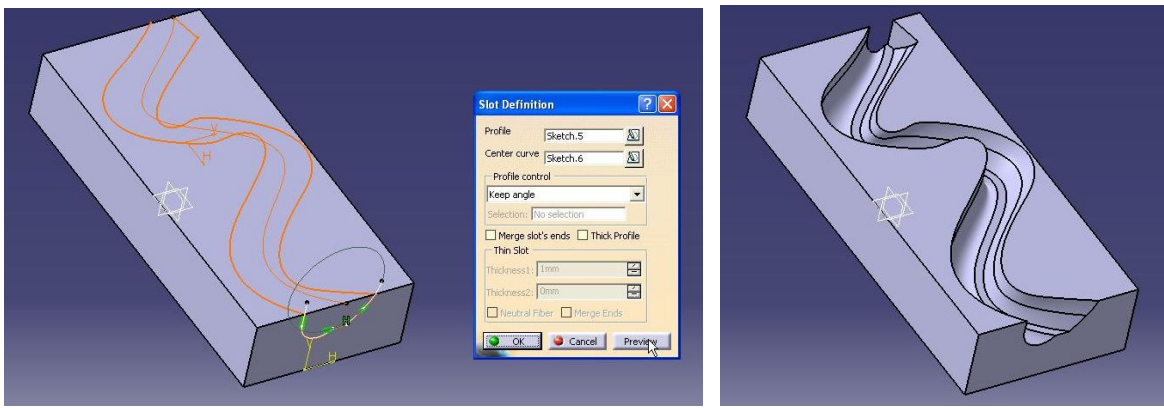 V
H
H
H
Slot Definition
?
Profile
Sketch.5
Center curve
Sketch.6
Profile control
Keep angle
Selection: No selection
Merge slot's ends
Thick Profile
Thin Slot
Thickness1: 1mm
Thickness2: 0mm
Neutral Fiber
Merge Ends
OK
Cancel